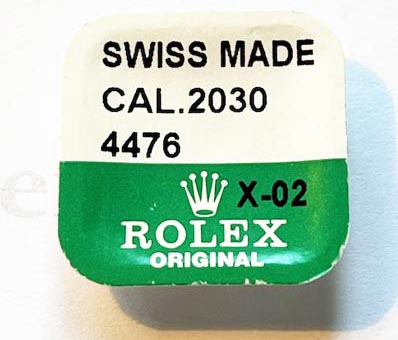 SWISS MADE
CAL.2030
4476
X-02
ROLEX
ORIGINAL